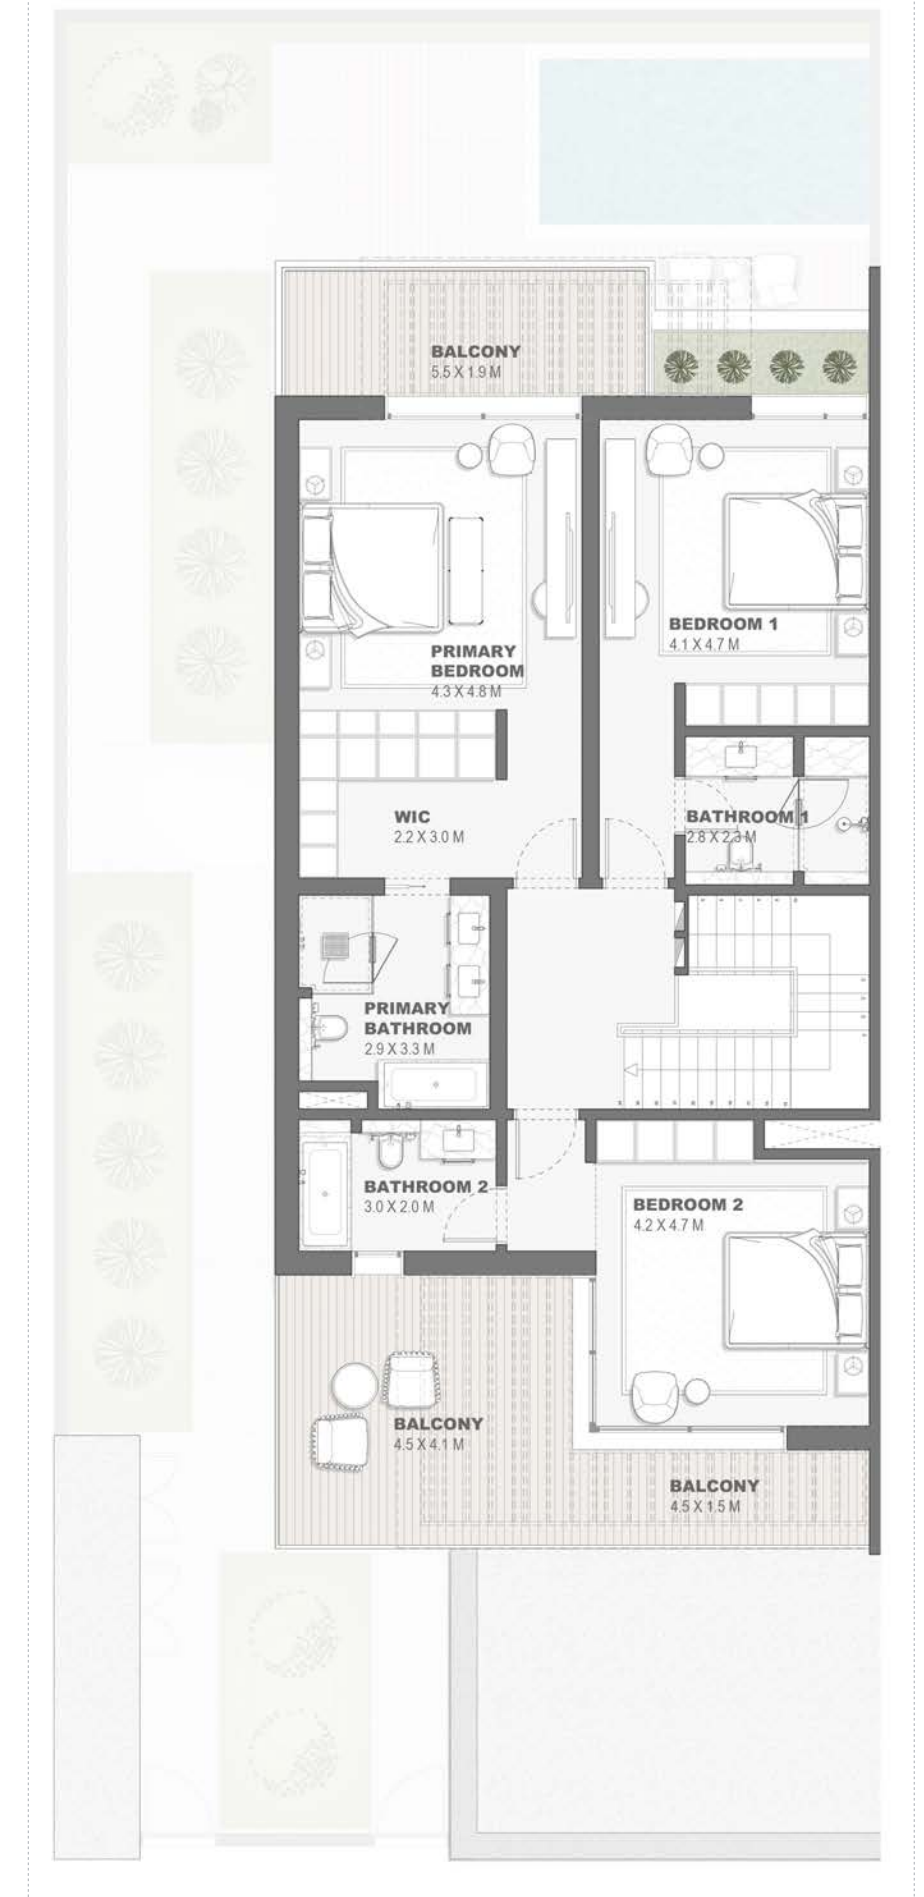 BALCONY
5.5 X 1.9 M
BEDROOM 1
4.1 X 4.7 M
PRIMARY
BEDROOM
4.3 X 4.8 M
WIC
2.2 X 3.0 M
BATHROOM 1
2.8 X 2.3 M
PRIMARY
BATHROOM
2.9 X 3.3 M
BATHROOM 2
3.0 X 2.0 M
BEDROOM 2
4.2 X 4.7 M
BALCONY
4.5 X 4.1 M
BALCONY
4.5 X 1.5 M